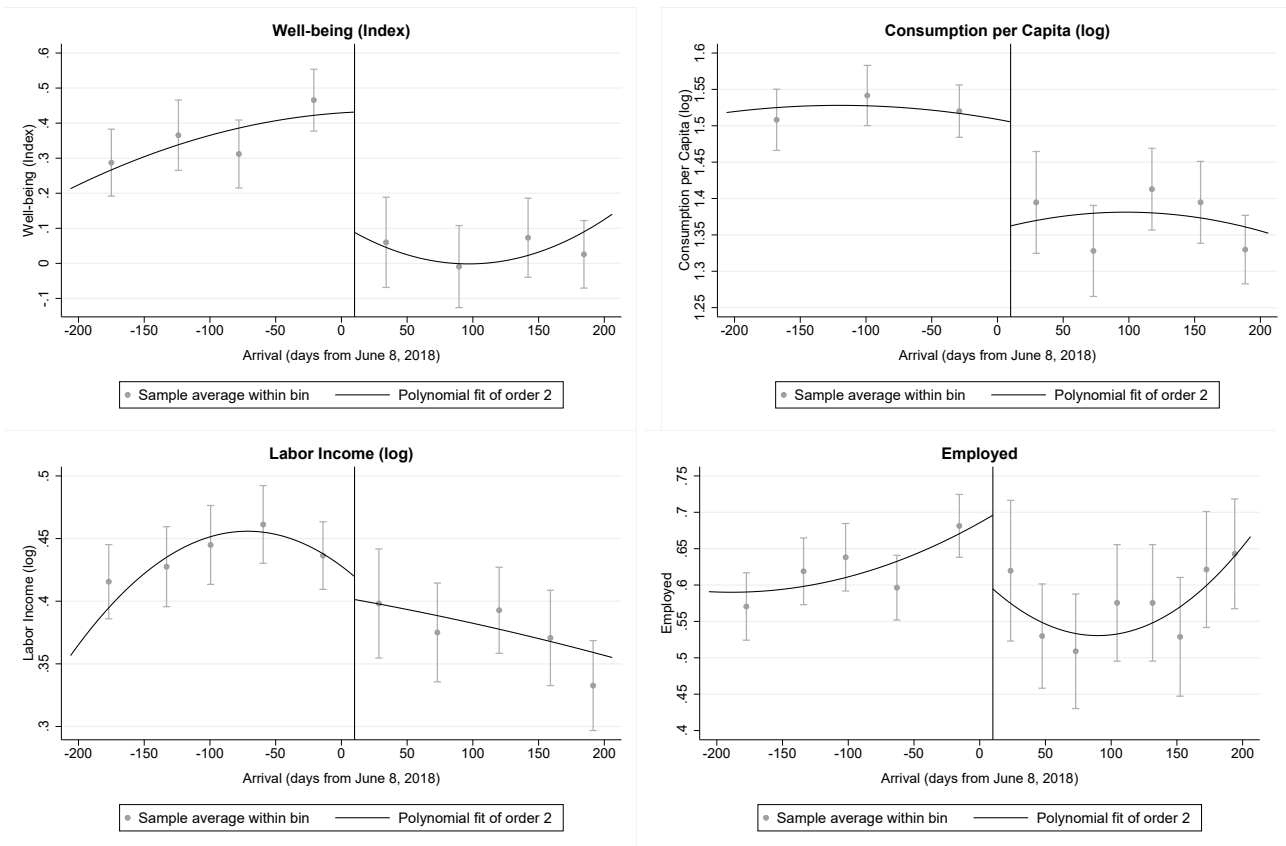 Well-being (Index)
Well-being (Index)
.6
.5
.4
.3
.2
.1
0
-.1
-200 -150 -100 -50 0 50 100 150 200
Arrival (days from June 8, 2018)
Sample average within bin Polynomial fit of order 2
Consumption per Capita (log)
Consumption per Capita (log)
1.6
1.55
1.5
1.45
1.4
1.35
1.3
1.25
-200 -150 -100 -50 0 50 100 150 200
Arrival (days from June 8, 2018)
Sample average within bin Polynomial fit of order 2
Labor Income (log)
Labor Income (log)
.5
.45
.4
.35
.3
-200 -150 -100 -50 0 50 100 150 200
Arrival (days from June 8, 2018)
Sample average within bin Polynomial fit of order 2
Employed
Employed
.75
.7
.65
.6
.55
.5
.45
.4
-200 -150 -100 -50 0 50 100 150 200
Arrival (days from June 8, 2018)
Sample average within bin Polynomial fit of order 2